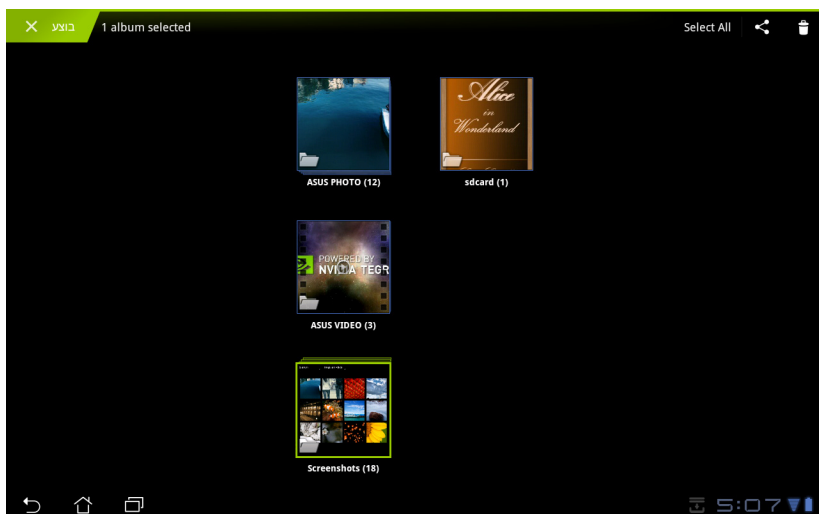 בוצע
1 album selected
Select All
Alice
in
Wonderland
ASUS PHOTO (12)
sdcard (1)
POWERED BY
NVIDIA TEGR
ASUS VIDEO (3)
Screenshots (18)
5:07